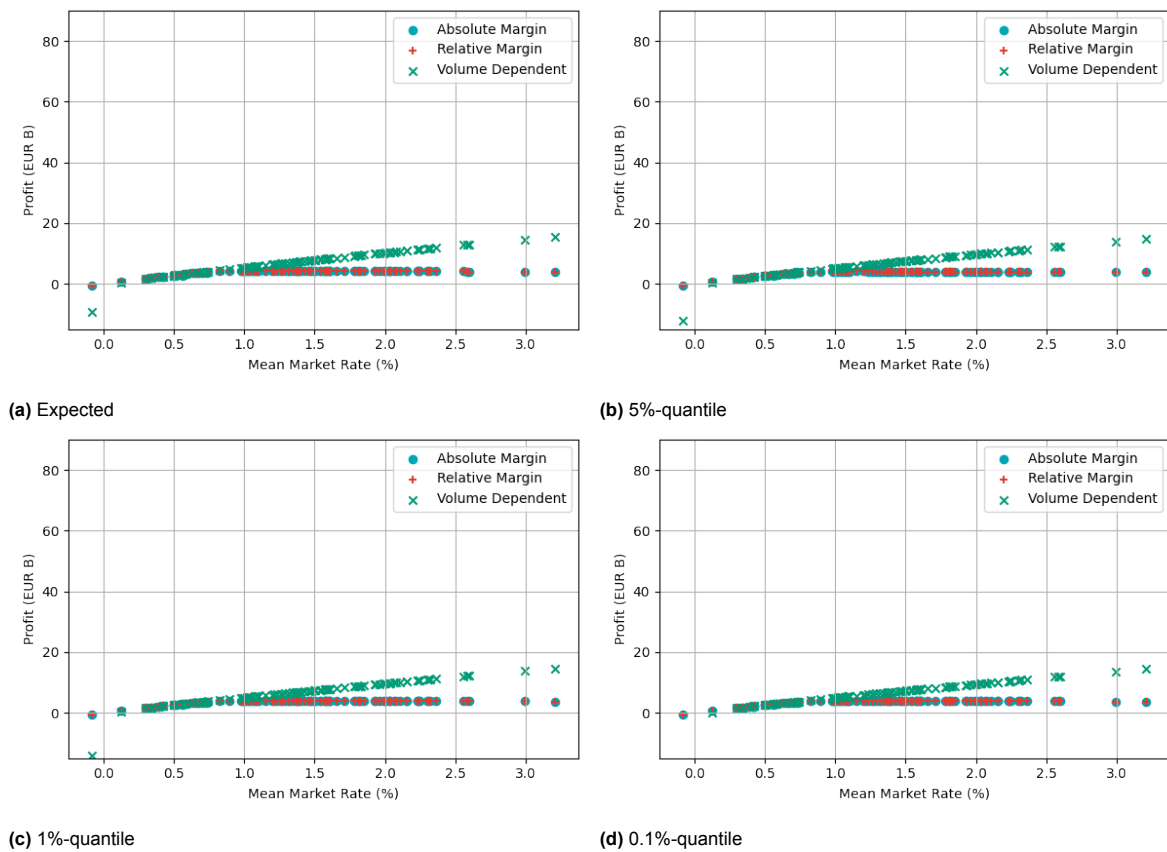 80
60
40
20
0
Profit (EUR B)
Absolute Margin
Relative Margin
Volume Dependent
0.0 0.5 1.0 1.5 2.0 2.5 3.0
Mean Market Rate (%)
(a) Expected
80
60
40
20
0
Profit (EUR B)
Absolute Margin
Relative Margin
Volume Dependent
0.0 0.5 1.0 1.5 2.0 2.5 3.0
Mean Market Rate (%)
(b) 5%-quantile
80
60
40
20
0
Profit (EUR B)
Absolute Margin
Relative Margin
Volume Dependent
0.0 0.5 1.0 1.5 2.0 2.5 3.0
Mean Market Rate (%)
(c) 1%-quantile
80
60
40
20
0
Profit (EUR B)
Absolute Margin
Relative Margin
Volume Dependent
0.0 0.5 1.0 1.5 2.0 2.5 3.0
Mean Market Rate (%)
(d) 0.1%-quantile